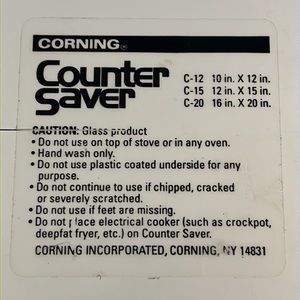 CORNING®
Counter
Saver
C-12 10 in. X 12 in.
C-15 12 in. X 15 in.
C-20 16 in. X 20 in.
CAUTION: Glass product
• Do not use on top of stove or in any oven.
• Hand wash only.
• Do not use plastic coated underside for any
purpose.
• Do not continue to use if chipped, cracked
or severely scratched.
• Do not use if feet are missing.
• Do not place electrical cooker (such as crockpot,
deepfat fryer, etc.) on Counter Saver.
CORNING INCORPORATED, CORNING, NY 14831